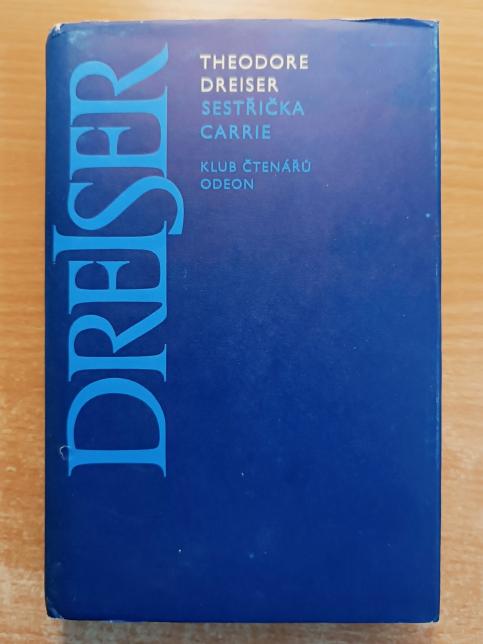 DREISER
THEODORE
DREISER
SESTŘIČKA
CARRIE
KLUB ČTENÁŘŮ
ODEON